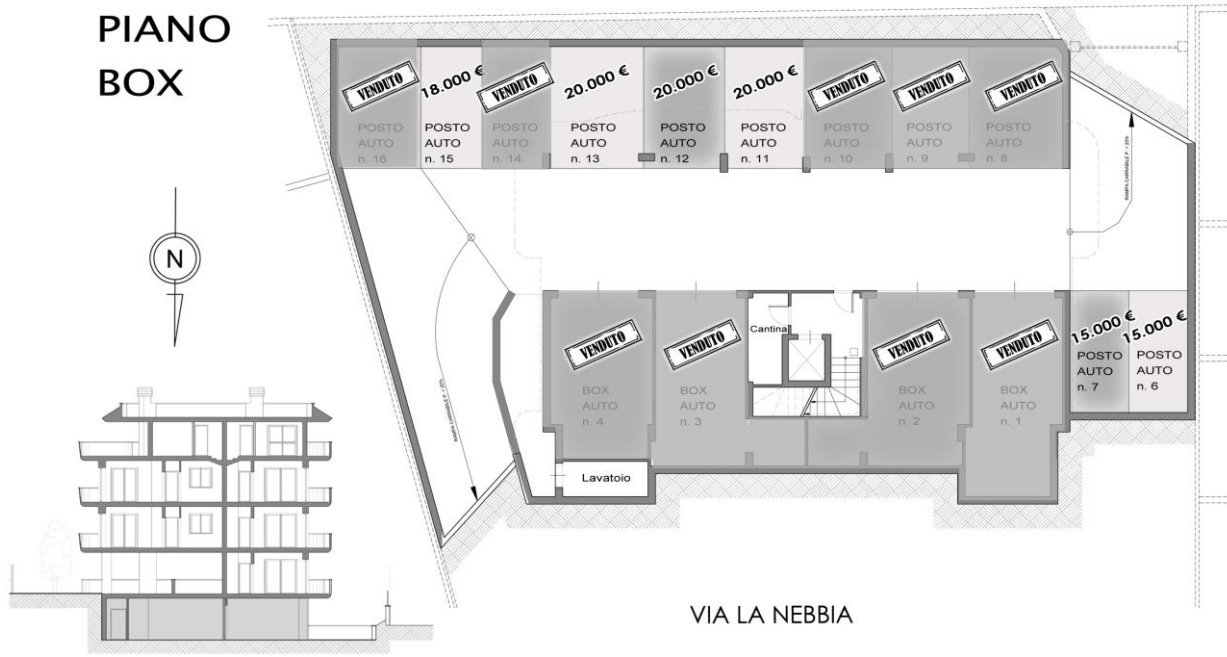 PIANO
BOX
VENDUTO
POSTO
AUTO
n. 16
18.000 €
POSTO
AUTO
n. 15
VENDUTO
POSTO
AUTO
n. 14
20.000 €
POSTO
AUTO
n. 13
20.000 €
POSTO
AUTO
n. 12
20.000 €
POSTO
AUTO
n. 11
VENDUTO
POSTO
AUTO
n. 10
VENDUTO
POSTO
AUTO
n. 9
VENDUTO
POSTO
AUTO
n. 8
N
VENDUTO
BOX
AUTO
n. 4
VENDUTO
BOX
AUTO
n. 3
Cantina
VENDUTO
BOX
AUTO
n. 2
VENDUTO
BOX
AUTO
n. 1
15.000 €
POSTO
AUTO
n. 7
15.000 €
POSTO
AUTO
n. 6
Lavatoio
VIA LA NEBBIA